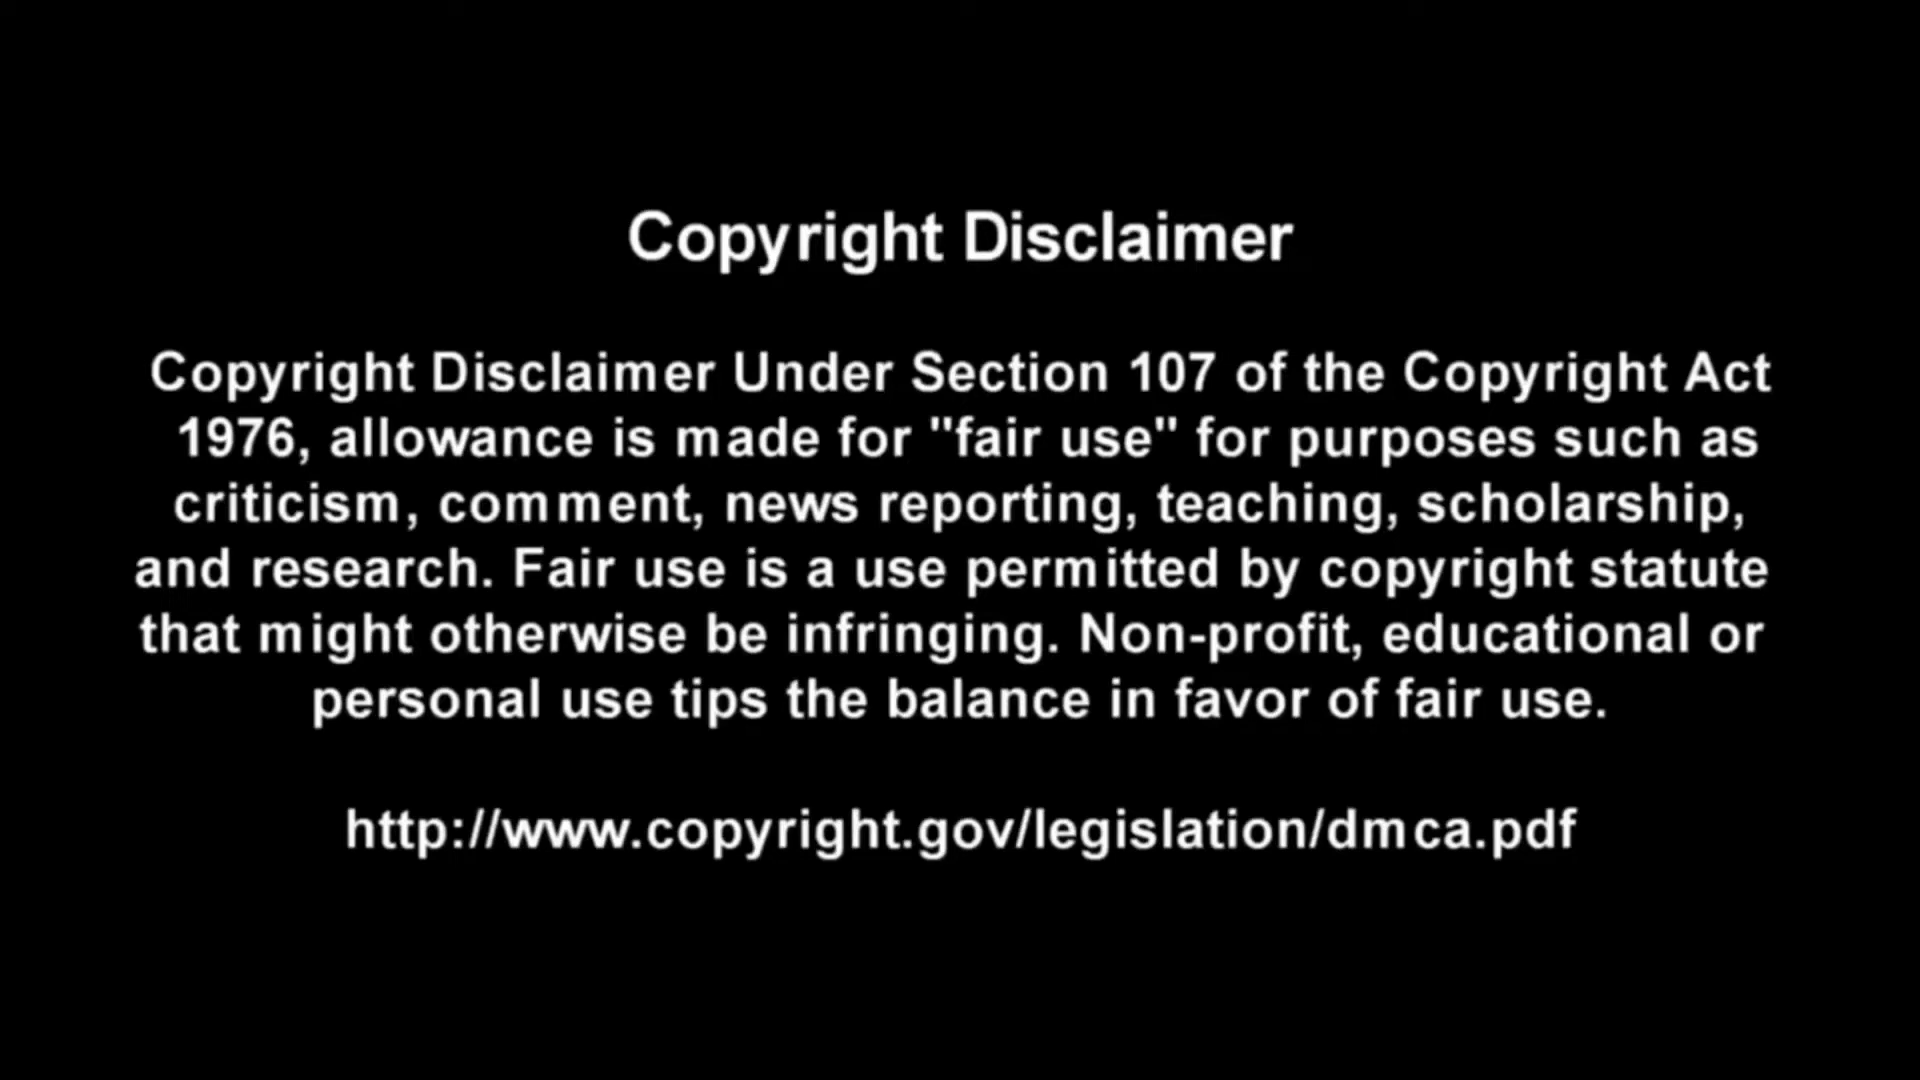 Copyright Disclaimer
Copyright Disclaimer Under Section 107 of the Copyright Act
1976, allowance is made for "fair use" for purposes such as
criticism, comment, news reporting, teaching, scholarship,
and research. Fair use is a use permitted by copyright statute
that might otherwise be infringing. Non-profit, educational or
personal use tips the balance in favor of fair use.
http://www.copyright.gov/legislation/dmca.pdf